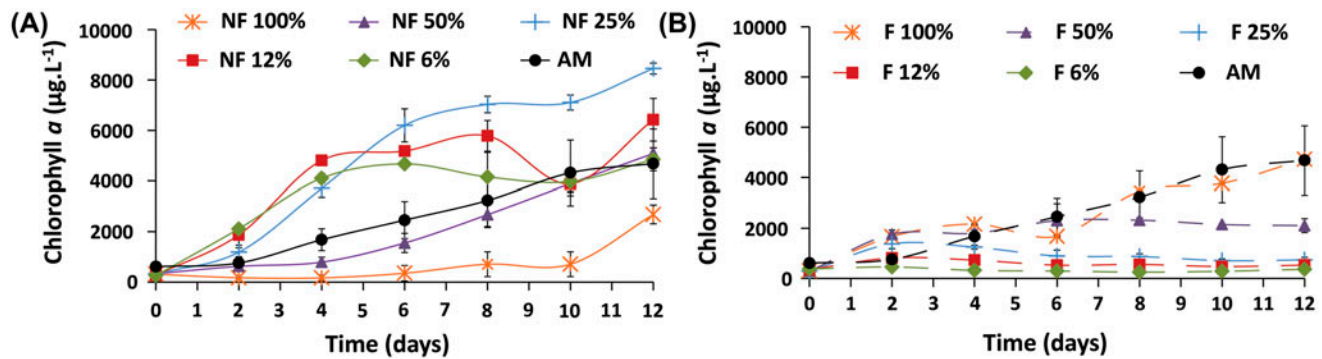 (A)
NF 100% NF 50% NF 25%
NF 12% NF 6% AM
Chlorophyll a (µg.L-1)
10000
8000
6000
4000
2000
0
0 1 2 3 4 5 6 7 8 9 10 11 12
Time (days)
(B)
F 100% F 50% F 25%
F 12% F 6% AM
Chlorophyll a (µg.L-1)
10000
8000
6000
4000
2000
0
0 1 2 3 4 5 6 7 8 9 10 11 12
Time (days)